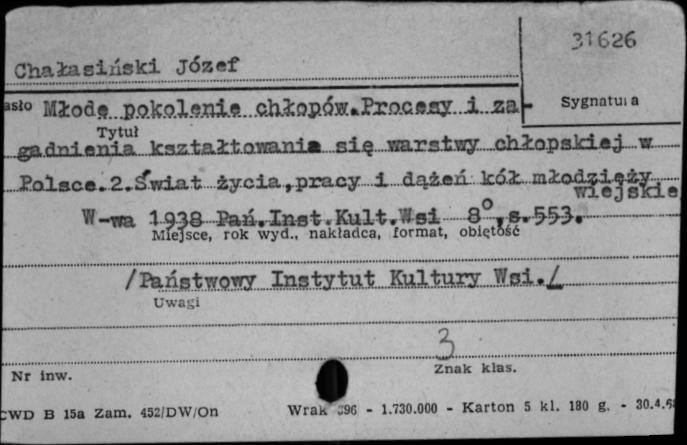 31626
Chałasiński Józef
asło Młode pokolenie chłopów.Procesy i za-
Sygnatura
Tytuł
gadnienia kształtowania się warstwy chłopskiej w
Polsce.2.Świat życia,pracy i dążeń kół młodzieży
wiejskie
W-wa 1938 Pań.Inst.Kult.Wsi 8°,s.553.
Miejsce, rok wyd., nakładca, format, objętość
/Państwowy Instytut Kultury Wsi./
Uwagi
3
Nr inw.
Znak klas.
CWD B 15a Zam. 452/DW/On Wrak 396 - 1.730.000 - Karton 5 kl. 180 g. - 30.4.68